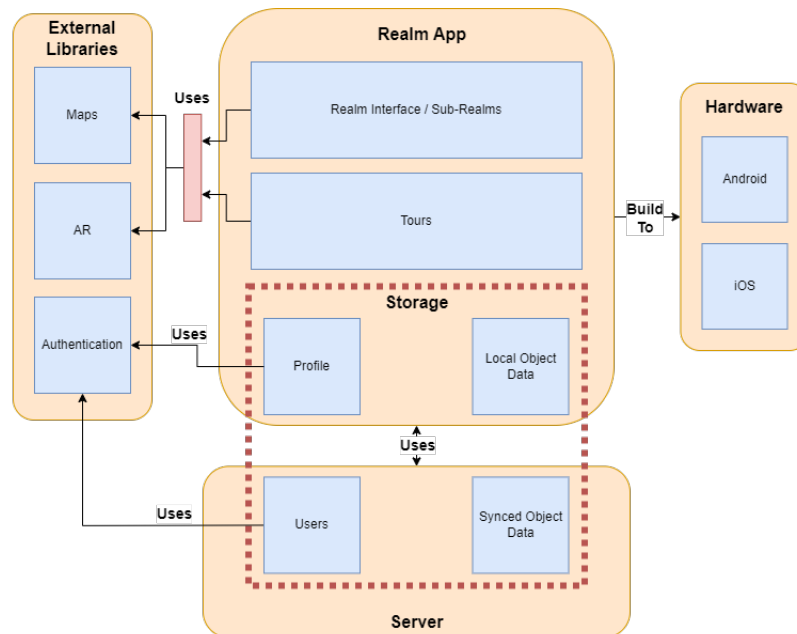 External
Libraries
Realm App
Maps
Uses
Realm Interface / Sub-Realms
Hardware
Android
AR
Tours
Build
To
iOS
Storage
Authentication
Uses
Profile
Local Object
Data
Uses
Uses
Users
Synced Object
Data
Server